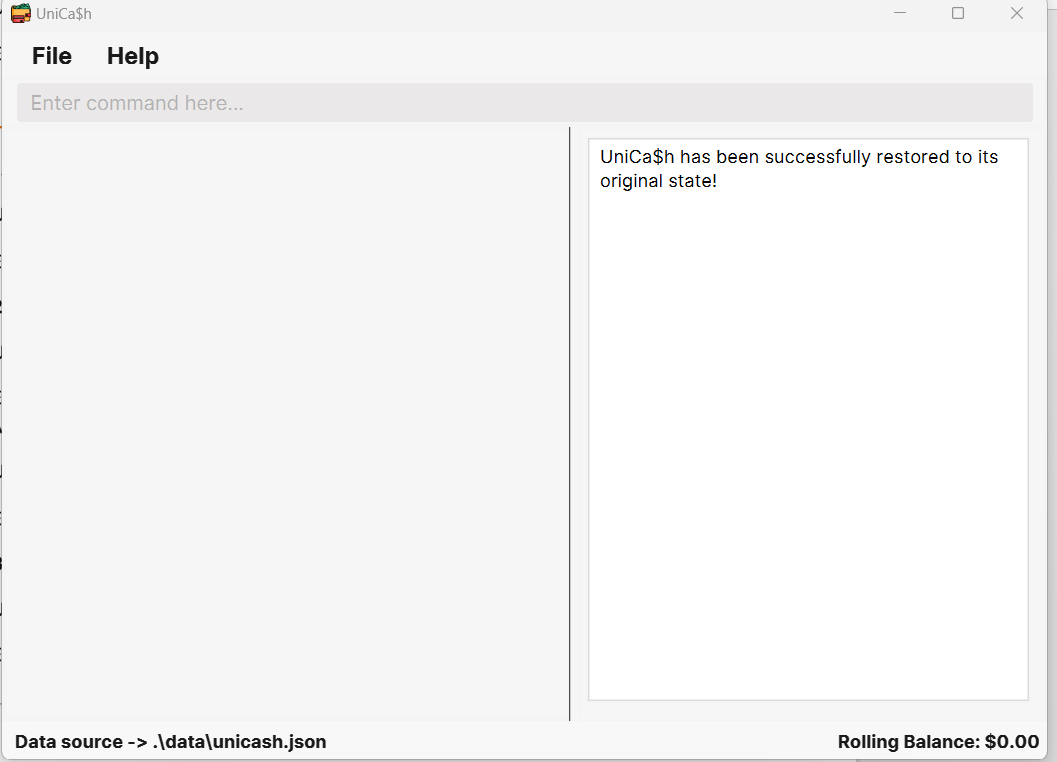 UniCa$h
File Help
Enter command here...
UniCa$h has been successfully restored to its
original state!
Data source -> .\data\unicash.json
Rolling Balance: $0.00